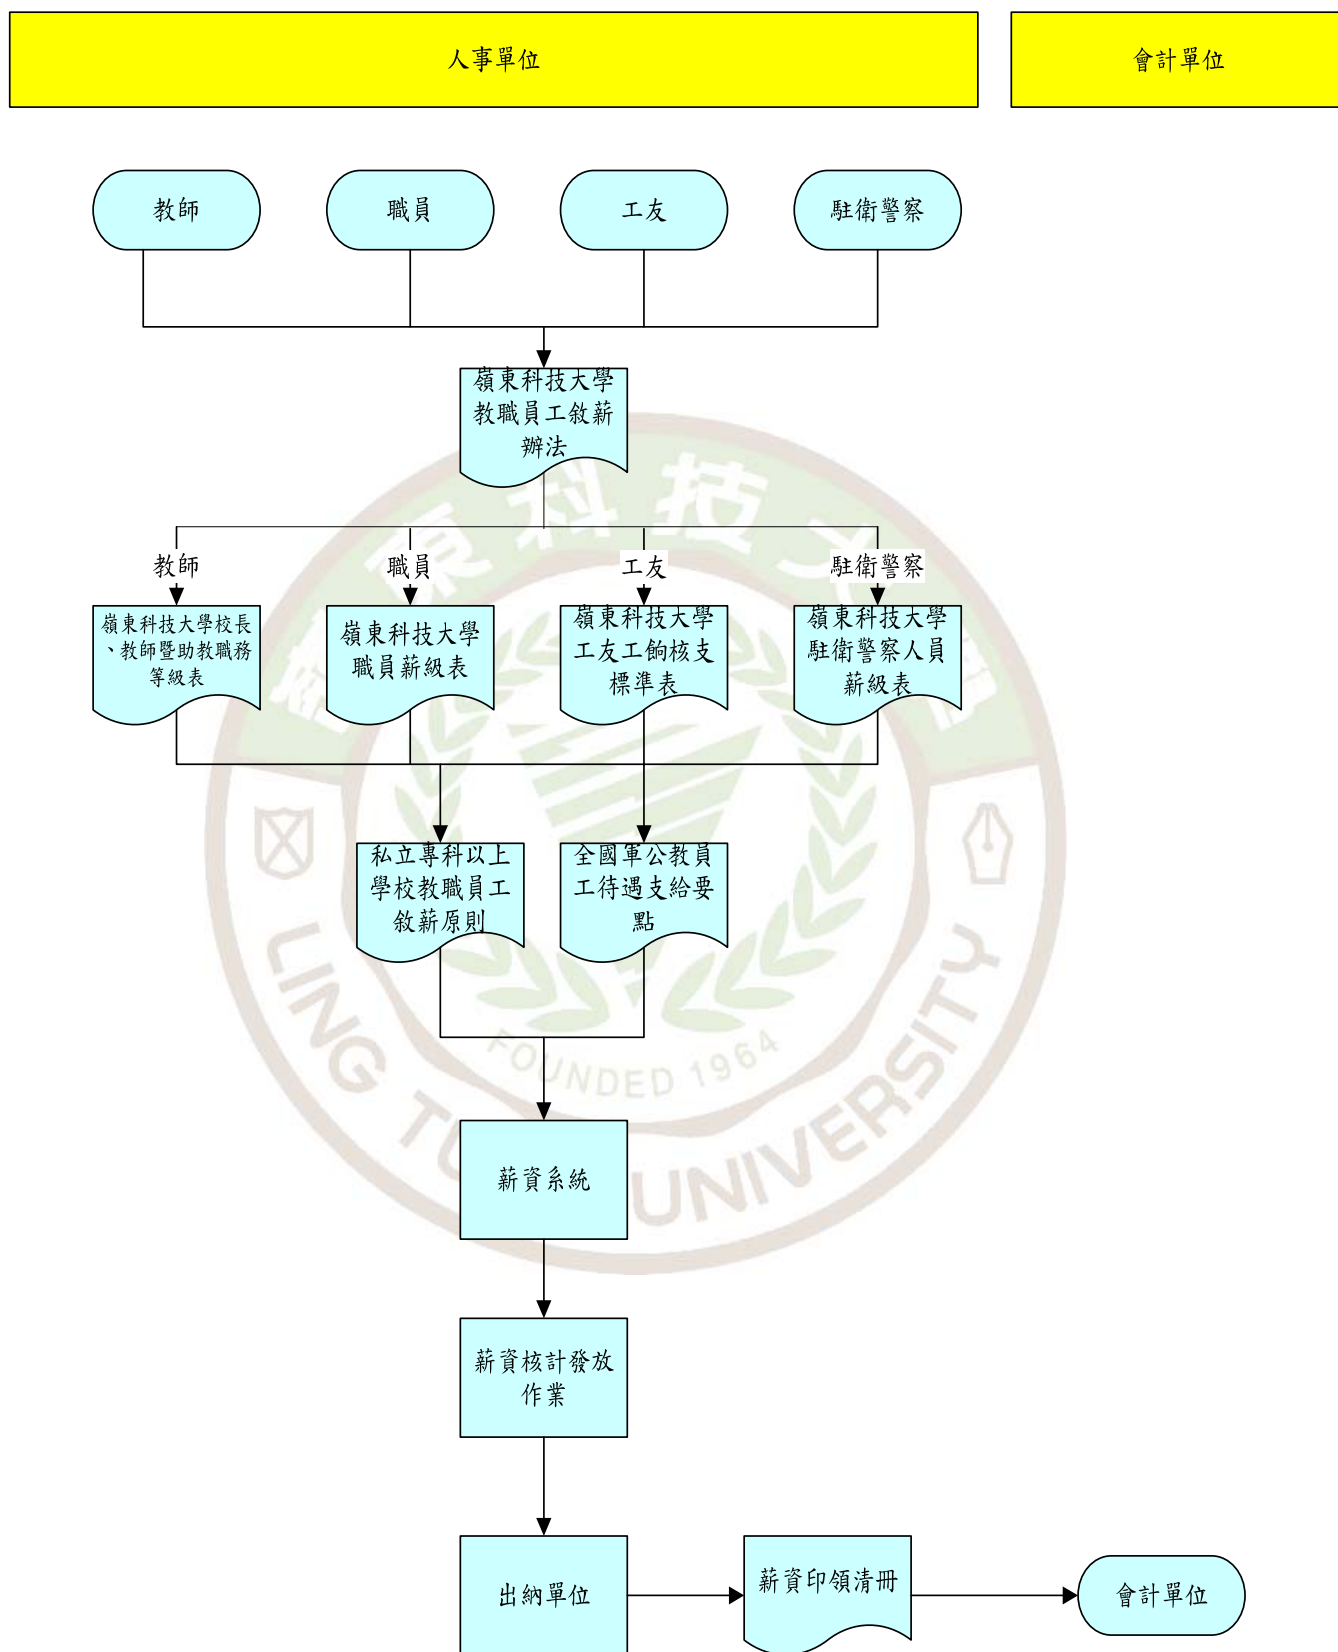 人事單位
會計單位
教師
職員
工友
駐衛警察
嶺東科技大學
教職員工敘薪
辦法
教師
職員
工友
駐衛警察
嶺東科技大學校長
、教師暨助教職務
等級表
嶺東科技大學
職員薪級表
嶺東科技大學
工友工餉核支
標準表
嶺東科技大學
駐衛警察人員
薪級表
私立專科以上
學校教職員工
敘薪原則
全國軍公教員
工待遇支給要
點
FOUNDED 1964
UNIVERSITY
薪資系統
薪資核計發放
作業
出納單位
薪資印領清冊
會計單位